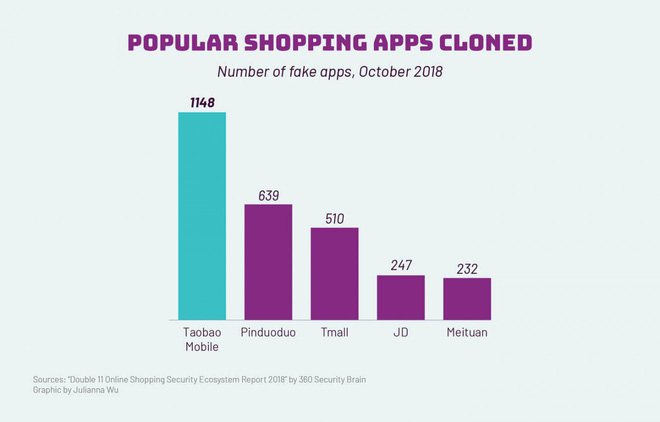 POPULAR SHOPPING APPS CLONED
Number of fake apps, October 2018
1148
639
510
247
232
Taobao
Mobile
Pinduoduo
Tmall
JD
Meituan
Sources: "Double 11 Online Shopping Security Ecosystem Report 2018" by 360 Security Brain
Graphic by Julianna Wu